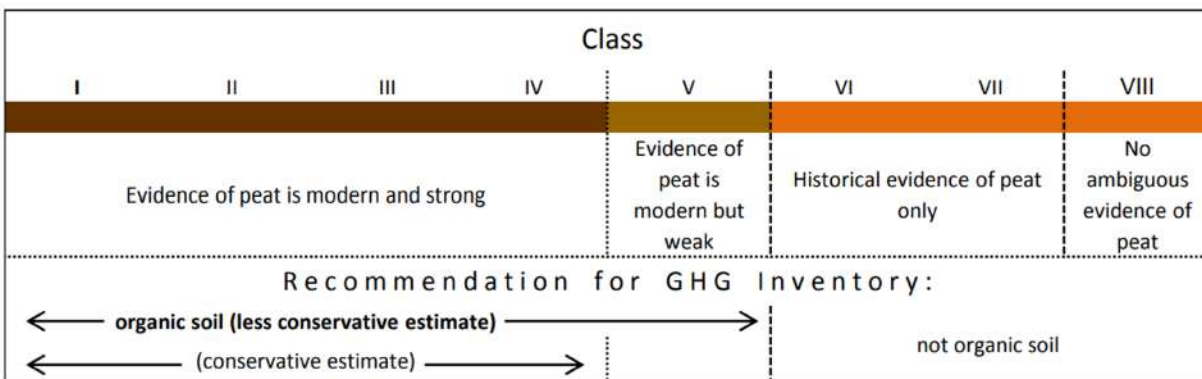 Class
I II III IV V VI VII VIII
Evidence of peat is modern and strong
Evidence of
peat is
modern but
weak
Historical evidence of peat
only
No
ambiguous
evidence of
peat
Recommendation for GHG Inventory:
organic soil (less conservative estimate)
(conservative estimate)
not organic soil